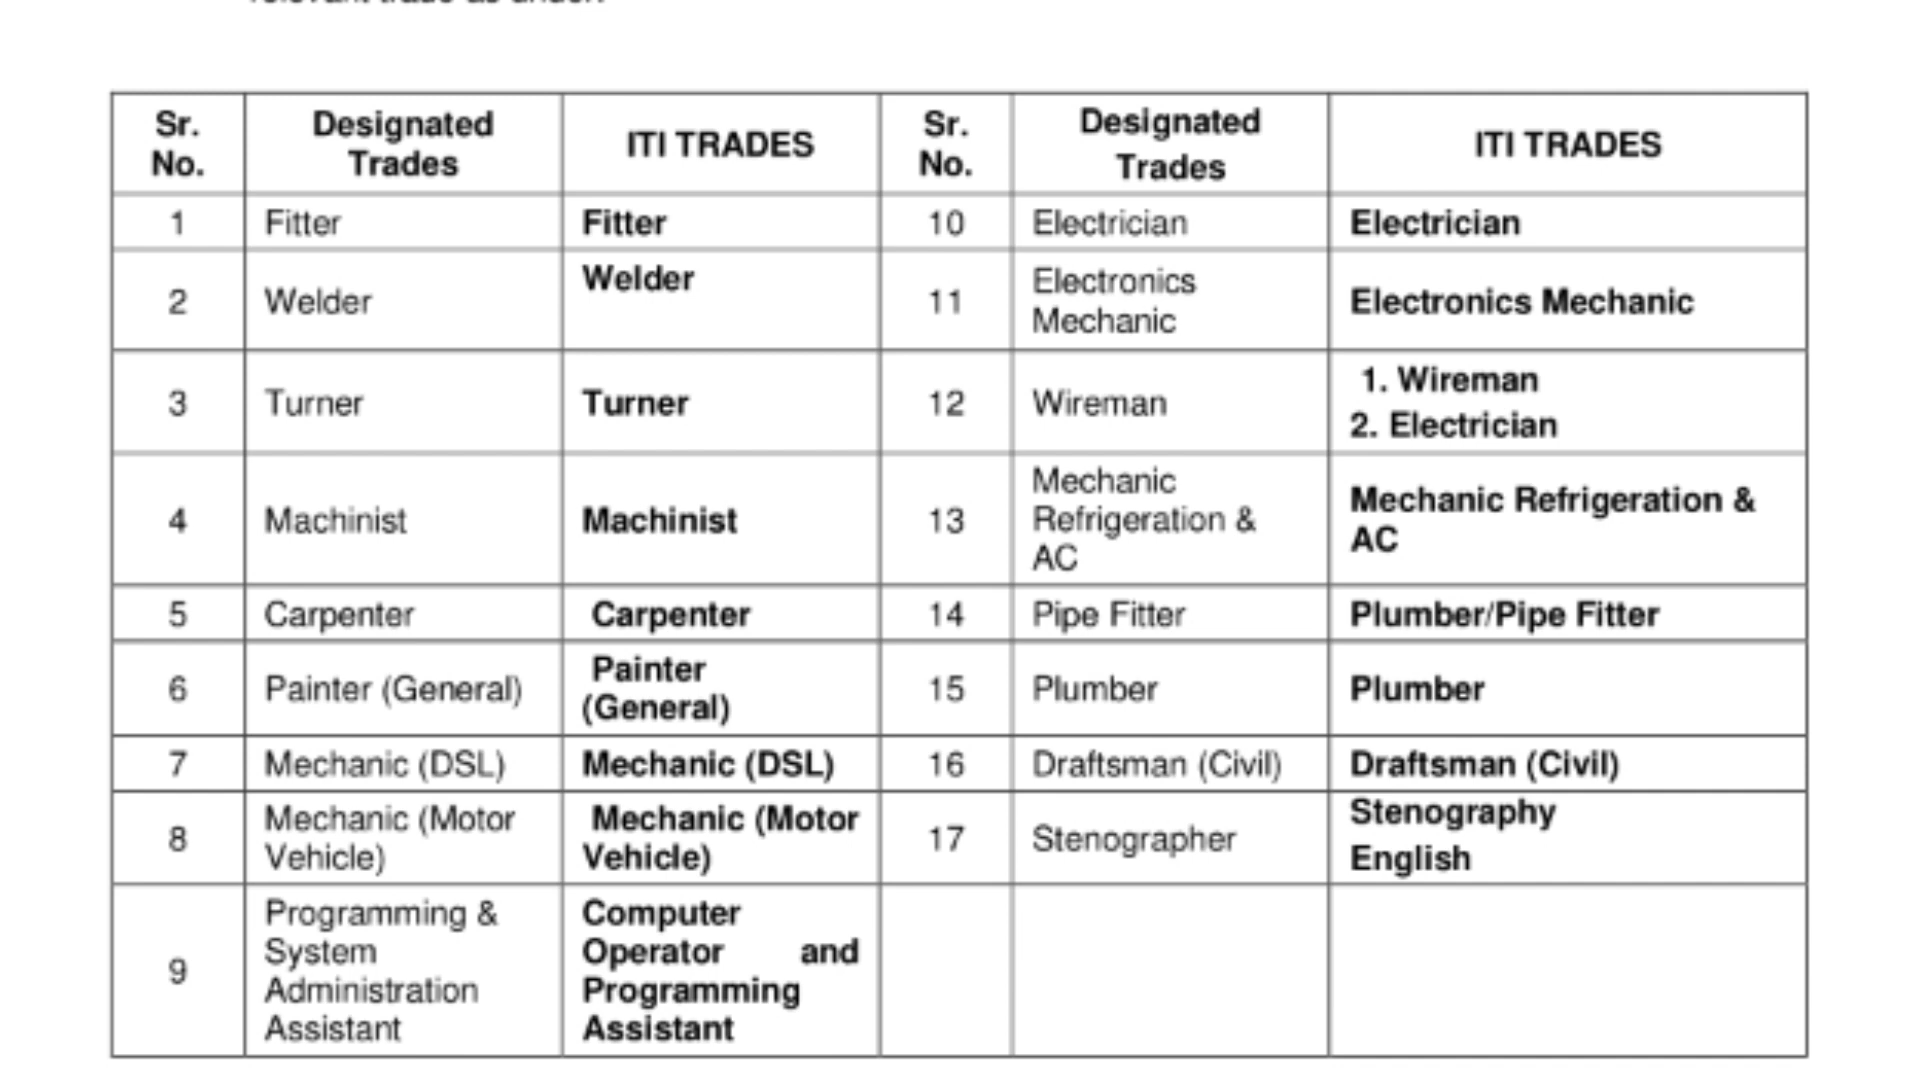 relevant trade as under:
Sr. No. | Designated Trades | ITI TRADES | Sr. No. | Designated Trades | ITI TRADES
1 | Fitter | Fitter | 10 | Electrician | Electrician
2 | Welder | Welder | 11 | Electronics Mechanic | Electronics Mechanic
3 | Turner | Turner | 12 | Wireman | 1. Wireman 2. Electrician
4 | Machinist | Machinist | 13 | Mechanic Refrigeration & AC | Mechanic Refrigeration & AC
5 | Carpenter | Carpenter | 14 | Pipe Fitter | Plumber/Pipe Fitter
6 | Painter (General) | Painter (General) | 15 | Plumber | Plumber
7 | Mechanic (DSL) | Mechanic (DSL) | 16 | Draftsman (Civil) | Draftsman (Civil)
8 | Mechanic (Motor Vehicle) | Mechanic (Motor Vehicle) | 17 | Stenographer | Stenography English
9 | Programming & System Administration Assistant | Computer Operator and Programming Assistant